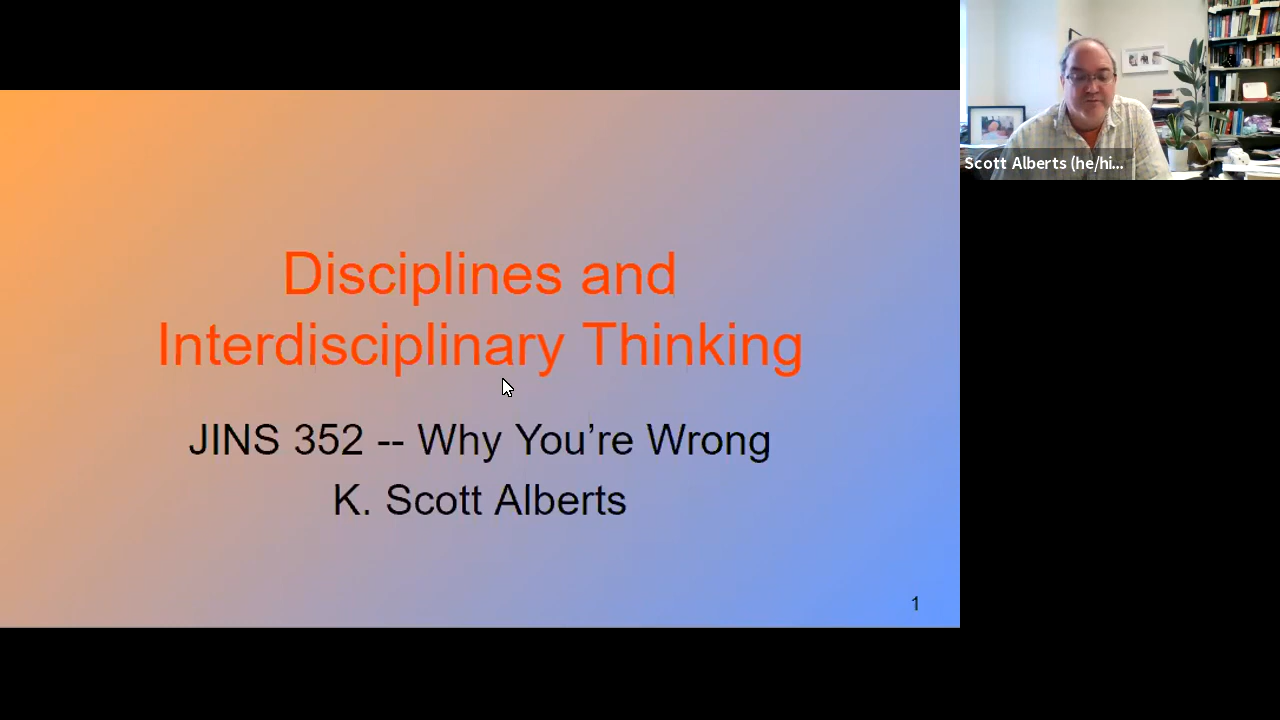 Disciplines and
Interdisciplinary Thinking
JINS 352 -- Why You’re Wrong
K. Scott Alberts
1
Scott Alberts (he/hi...